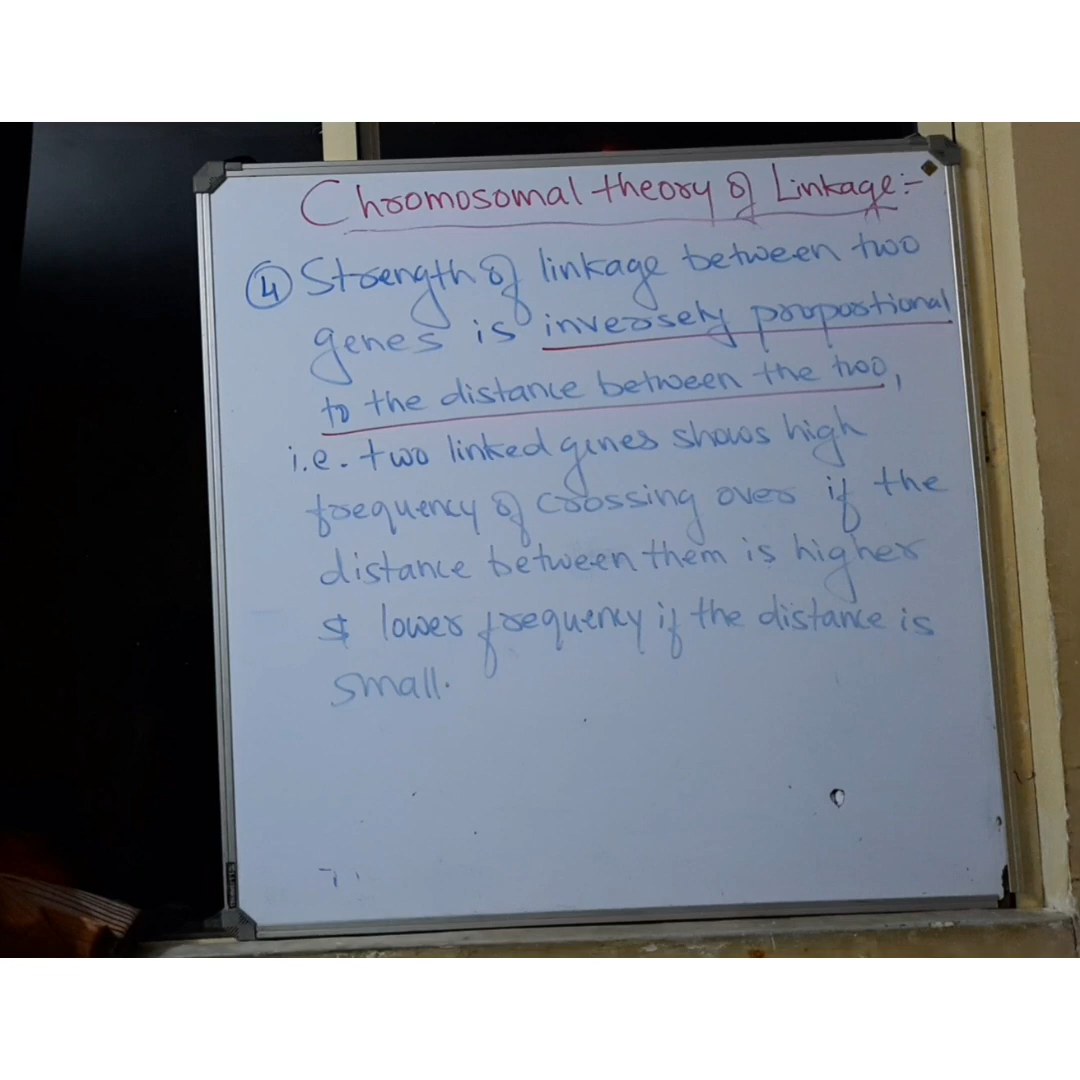 Chromosomal theory of Linkage:-
④ Strength of linkage between two
genes is inversely proportional
to the distance between the two,
i.e. two linked genes shows high
frequency of crossing over if the
distance between them is higher
& lower frequency if the distance is
small.